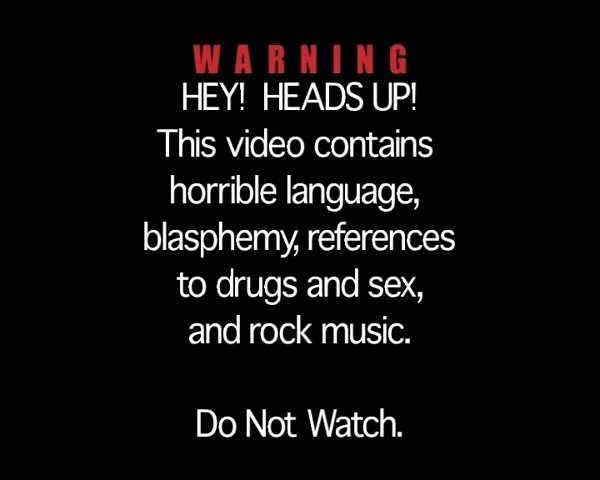 WARNING
HEY! HEADS UP!
This video contains
horrible language,
blasphemy, references
to drugs and sex,
and rock music.
Do Not Watch.